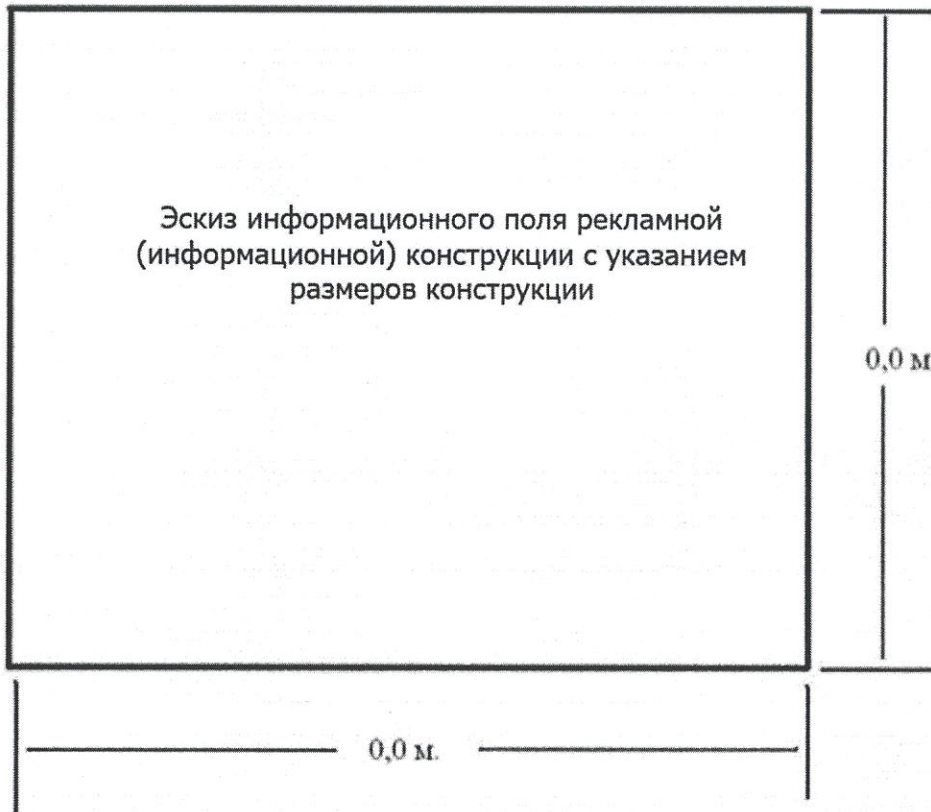 Эскиз информационного поля рекламной
(информационной) конструкции с указанием
размеров конструкции
0,0 м
0,0 м.